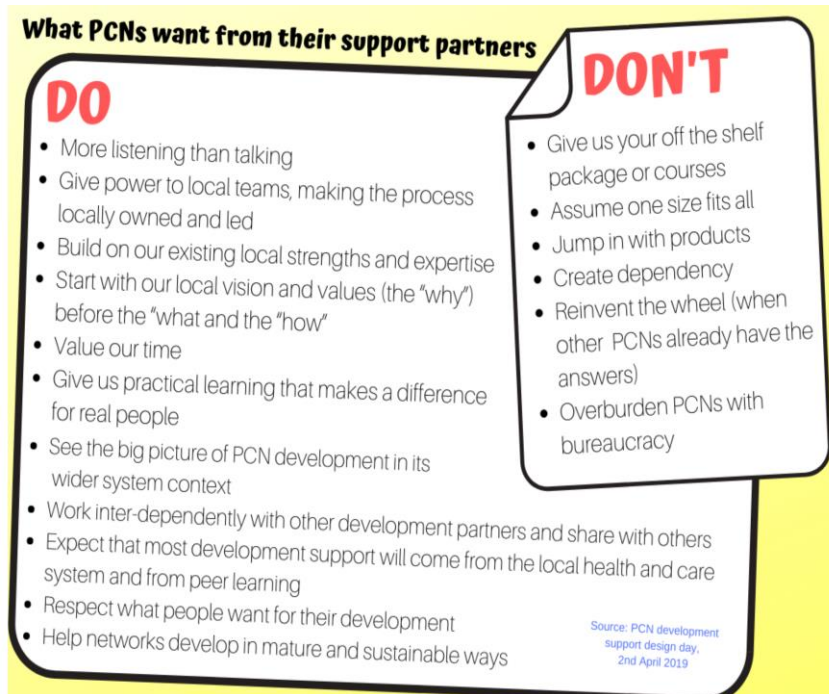 What PCNs want from their support partners
DO
• More listening than talking
• Give power to local teams, making the process
locally owned and led
• Build on our existing local strengths and expertise
• Start with our local vision and values (the "why")
before the "what and the "how"
• Value our time
• Give us practical learning that makes a difference
for real people
• See the big picture of PCN development in its
wider system context
• Work inter-dependently with other development partners and share with others
• Expect that most development support will come from the local health and care
system and from peer learning
• Respect what people want for their development
• Help networks develop in mature and sustainable ways
DON'T
• Give us your off the shelf
package or courses
• Assume one size fits all
• Jump in with products
• Create dependency
• Reinvent the wheel (when
other PCNs already have the
answers)
• Overburden PCNs with
bureaucracy
Source: PCN development
support design day,
2nd April 2019